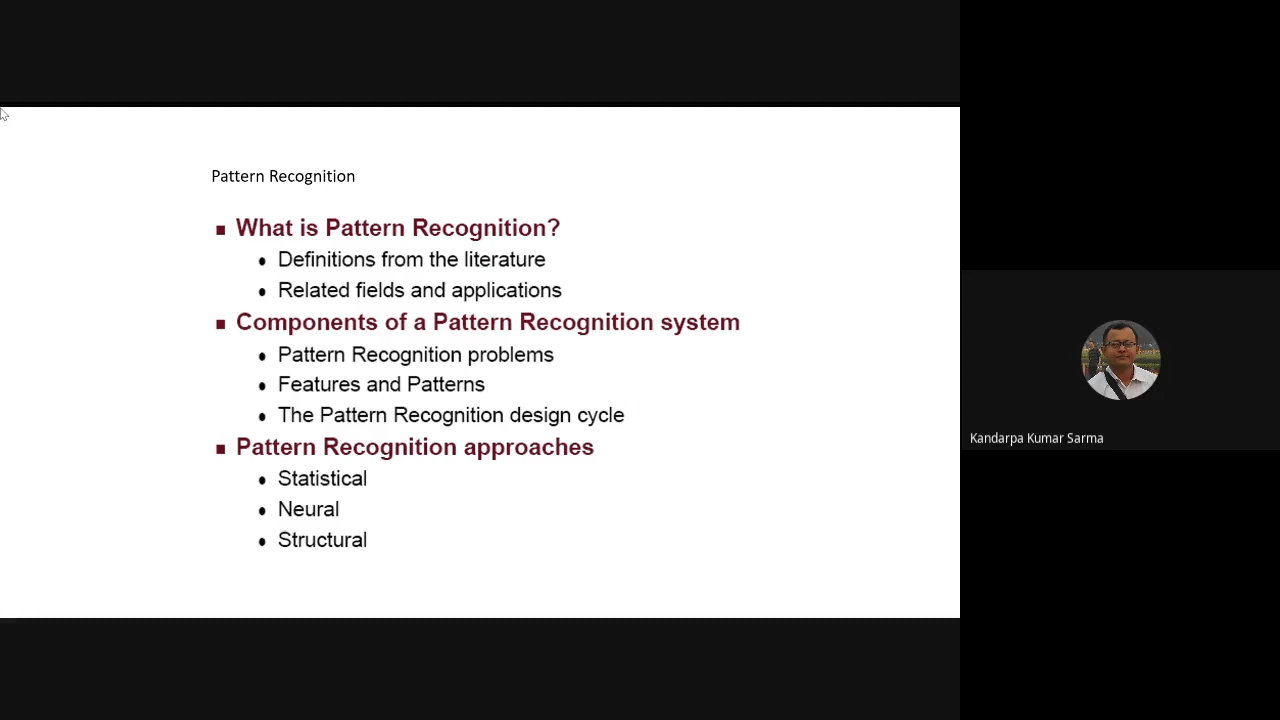 Pattern Recognition
What is Pattern Recognition?
Definitions from the literature
Related fields and applications
Components of a Pattern Recognition system
Pattern Recognition problems
Features and Patterns
The Pattern Recognition design cycle
Pattern Recognition approaches
Statistical
Neural
Structural
Kandarpa Kumar Sarma